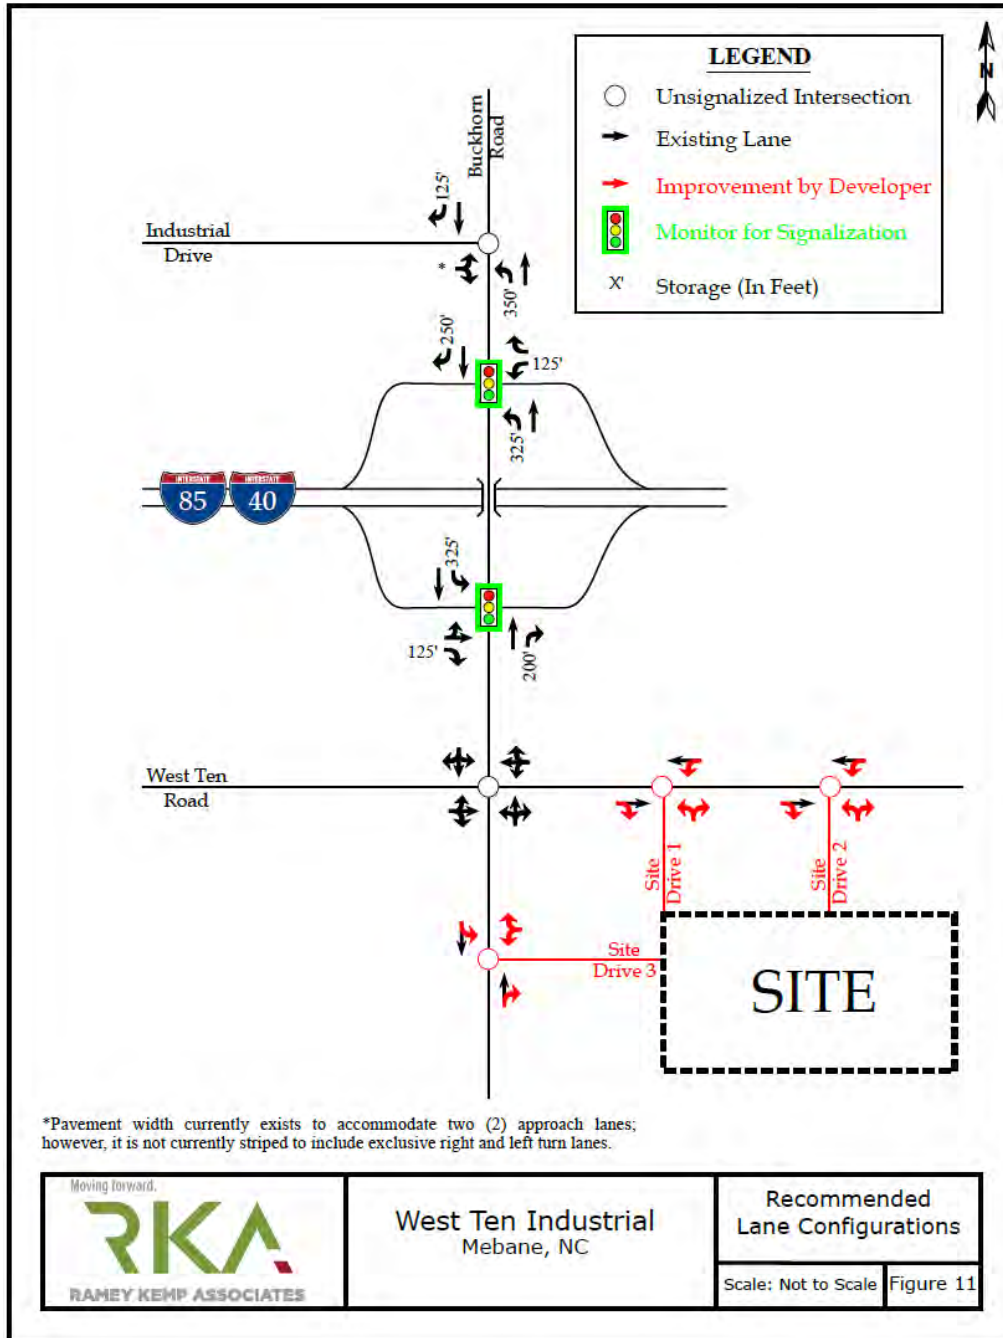 LEGEND
Unsignalized Intersection
Existing Lane
Improvement by Developer
Monitor for Signalization
X' Storage (In Feet)
N
Buckhorn
Road
125'
Industrial
Drive
*
350'
250'
125'
325'
INTERSTATE
85
INTERSTATE
40
325'
125'
200'
West Ten
Road
Site
Drive 1
Site
Drive 2
Site
Drive 3
SITE
*Pavement width currently exists to accommodate two (2) approach lanes;
however, it is not currently striped to include exclusive right and left turn lanes.
Moving forward.
RKA
RAMEY KEMP ASSOCIATES
West Ten Industrial
Mebane, NC
Recommended
Lane Configurations
Scale: Not to Scale
Figure 11